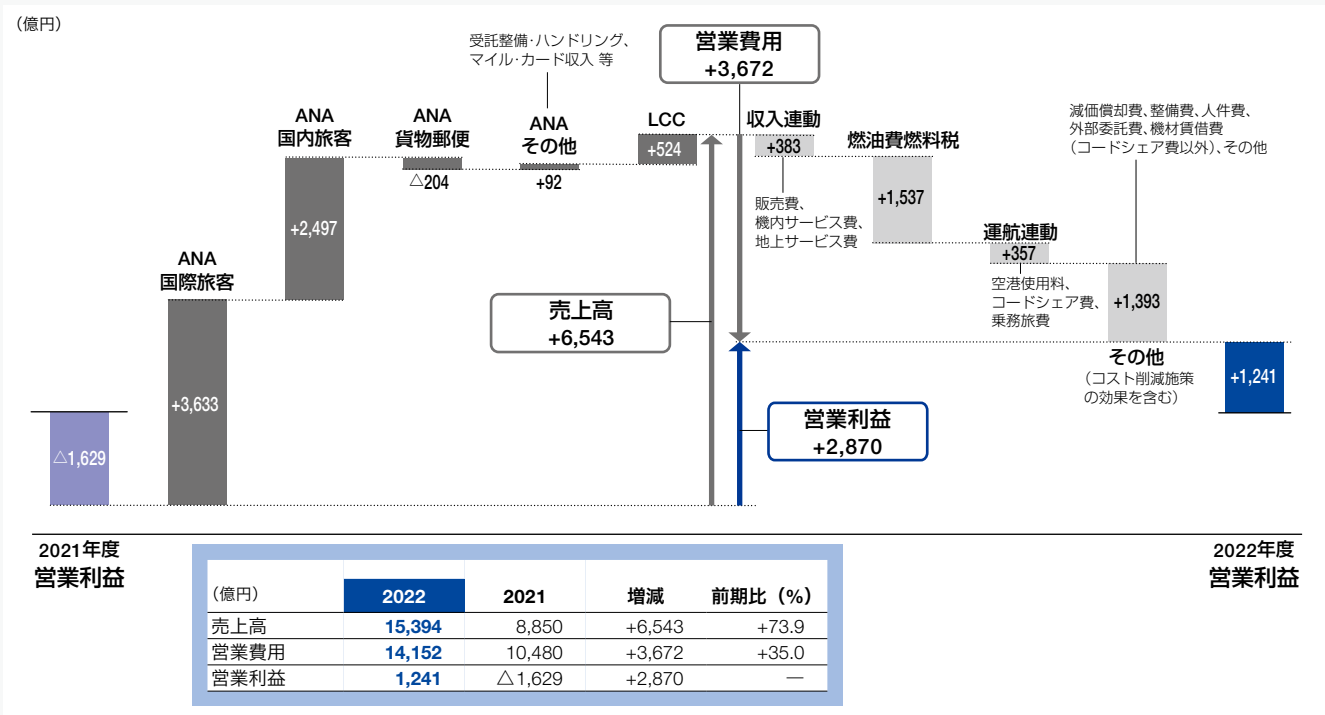 （億円）
受託整備・ハンドリング、
マイル・カード収入 等
営業費用
+3,672
減価償却費、整備費、人件費、
外部委託費、機材賃借費
（コードシェア費以外）、その他
ANA
国内旅客
+2,497
ANA
貨物郵便
△204
ANA
その他
+92
LCC
+524
収入連動
+383
販売費、
機内サービス費、
地上サービス費
燃油費燃料税
+1,537
運航連動
+357
空港使用料、
コードシェア費、
乗務旅費
+1,393
その他
（コスト削減施策
の効果を含む）
ANA
国際旅客
+3,633
売上高
+6,543
営業利益
+2,870
△1,629
+1,241
2021年度
営業利益
2022年度
営業利益
（億円） 2022 2021 増減 前期比（%）
売上高 15,394 8,850 +6,543 +73.9
営業費用 14,152 10,480 +3,672 +35.0
営業利益 1,241 △1,629 +2,870 —